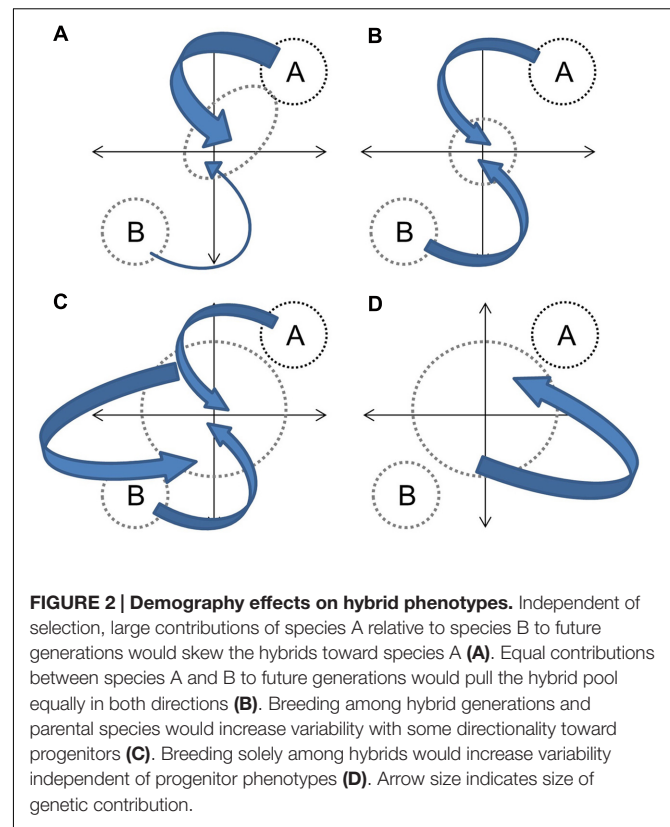 A
A
B
B
A
B
C
A
B
D
A
B
FIGURE 2 | Demography effects on hybrid phenotypes. Independent of
selection, large contributions of species A relative to species B to future
generations would skew the hybrids toward species A (A). Equal contributions
between species A and B to future generations would pull the hybrid pool
equally in both directions (B). Breeding among hybrid generations and
parental species would increase variability with some directionality toward
progenitors (C). Breeding solely among hybrids would increase variability
independent of progenitor phenotypes (D). Arrow size indicates size of
genetic contribution.